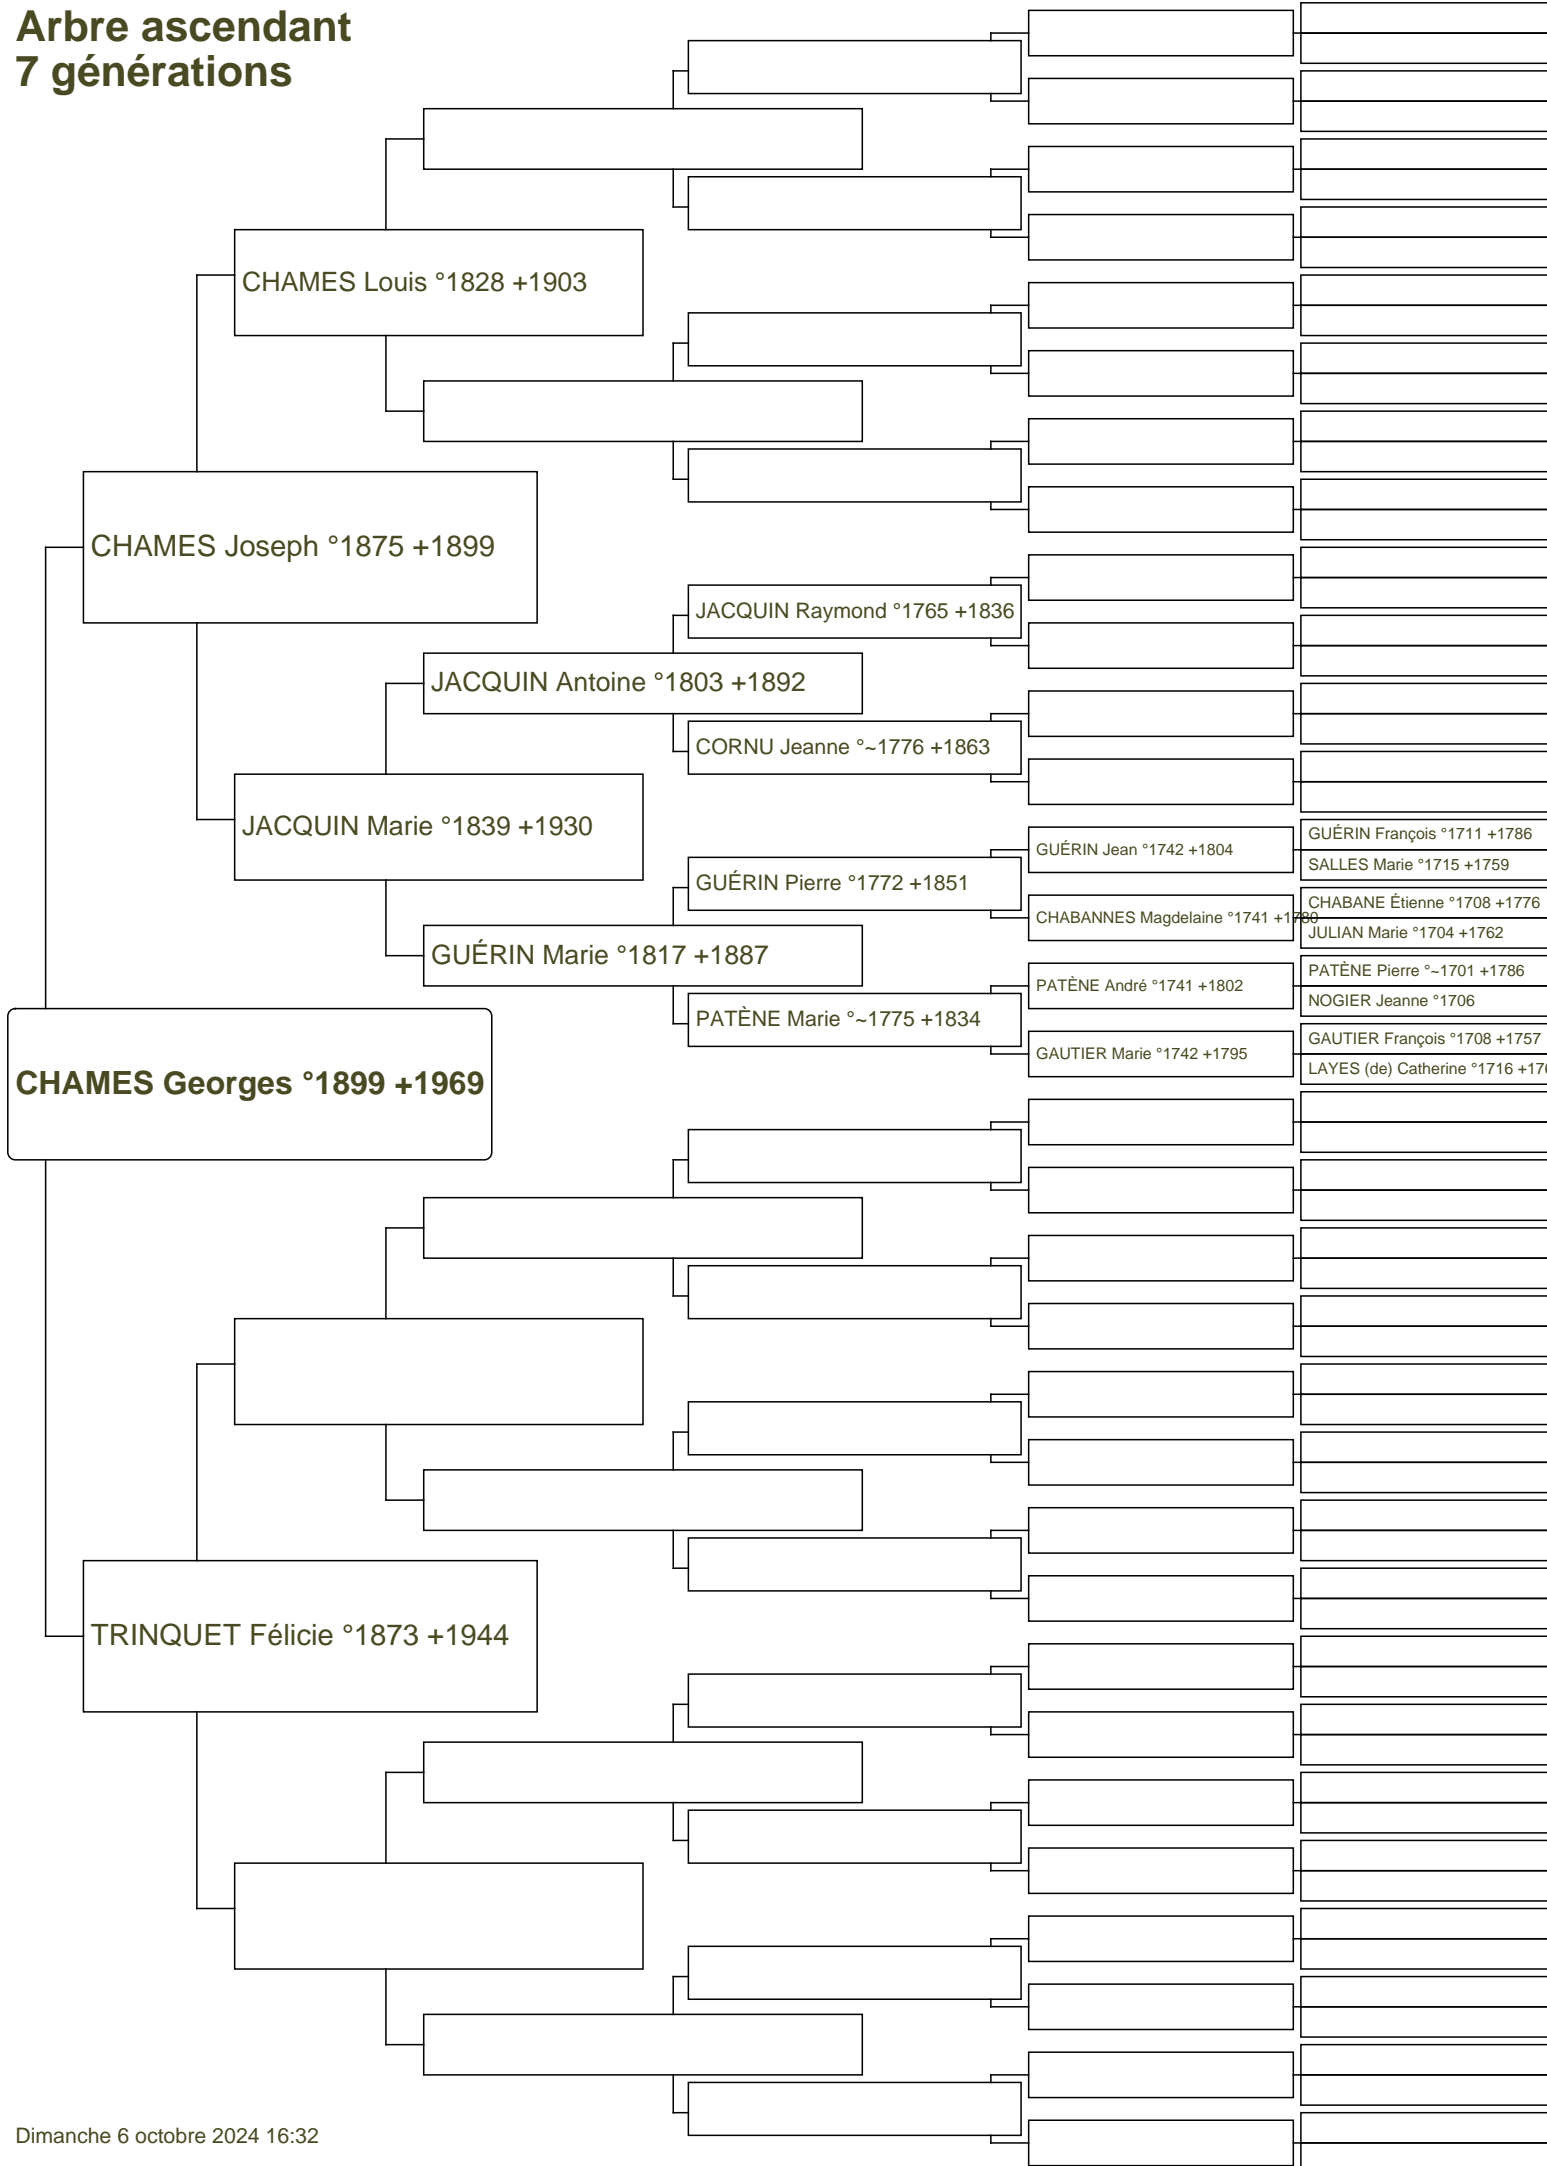 Arbre ascendant
7 générations
CHAMES Louis °1828 +1903
CHAMES Joseph °1875 +1899
JACQUIN Raymond °1765 +1836
JACQUIN Antoine °1803 +1892
CORNU Jeanne °~1776 +1863
JACQUIN Marie °1839 +1930
GUÉRIN François °1711 +1786
GUÉRIN Jean °1742 +1804
SALLES Marie °1715 +1759
GUÉRIN Pierre °1772 +1851
CHABANE Étienne °1708 +1776
CHABANNES Magdelaine °1741 +1780
JULIAN Marie °1704 +1762
GUÉRIN Marie °1817 +1887
PATÈNE Pierre °~1701 +1786
PATÈNE André °1741 +1802
NOGIER Jeanne °1706
PATÈNE Marie °~1775 +1834
GAUTIER François °1708 +1757
GAUTIER Marie °1742 +1795
LAYES (de) Catherine °1716
CHAMES Georges °1899 +1969
TRINQUET Félicie °1873 +1944
Dimanche 6 octobre 2024 16:32